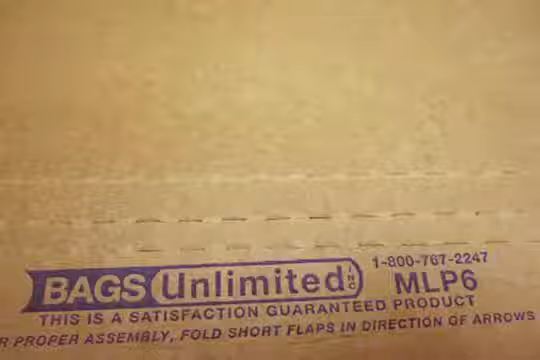 BAGS Unlimited INC
1-800-767-2247
MLP6
THIS IS A SATISFACTION GUARANTEED PRODUCT
R PROPER ASSEMBLY, FOLD SHORT FLAPS IN DIRECTION OF ARROWS